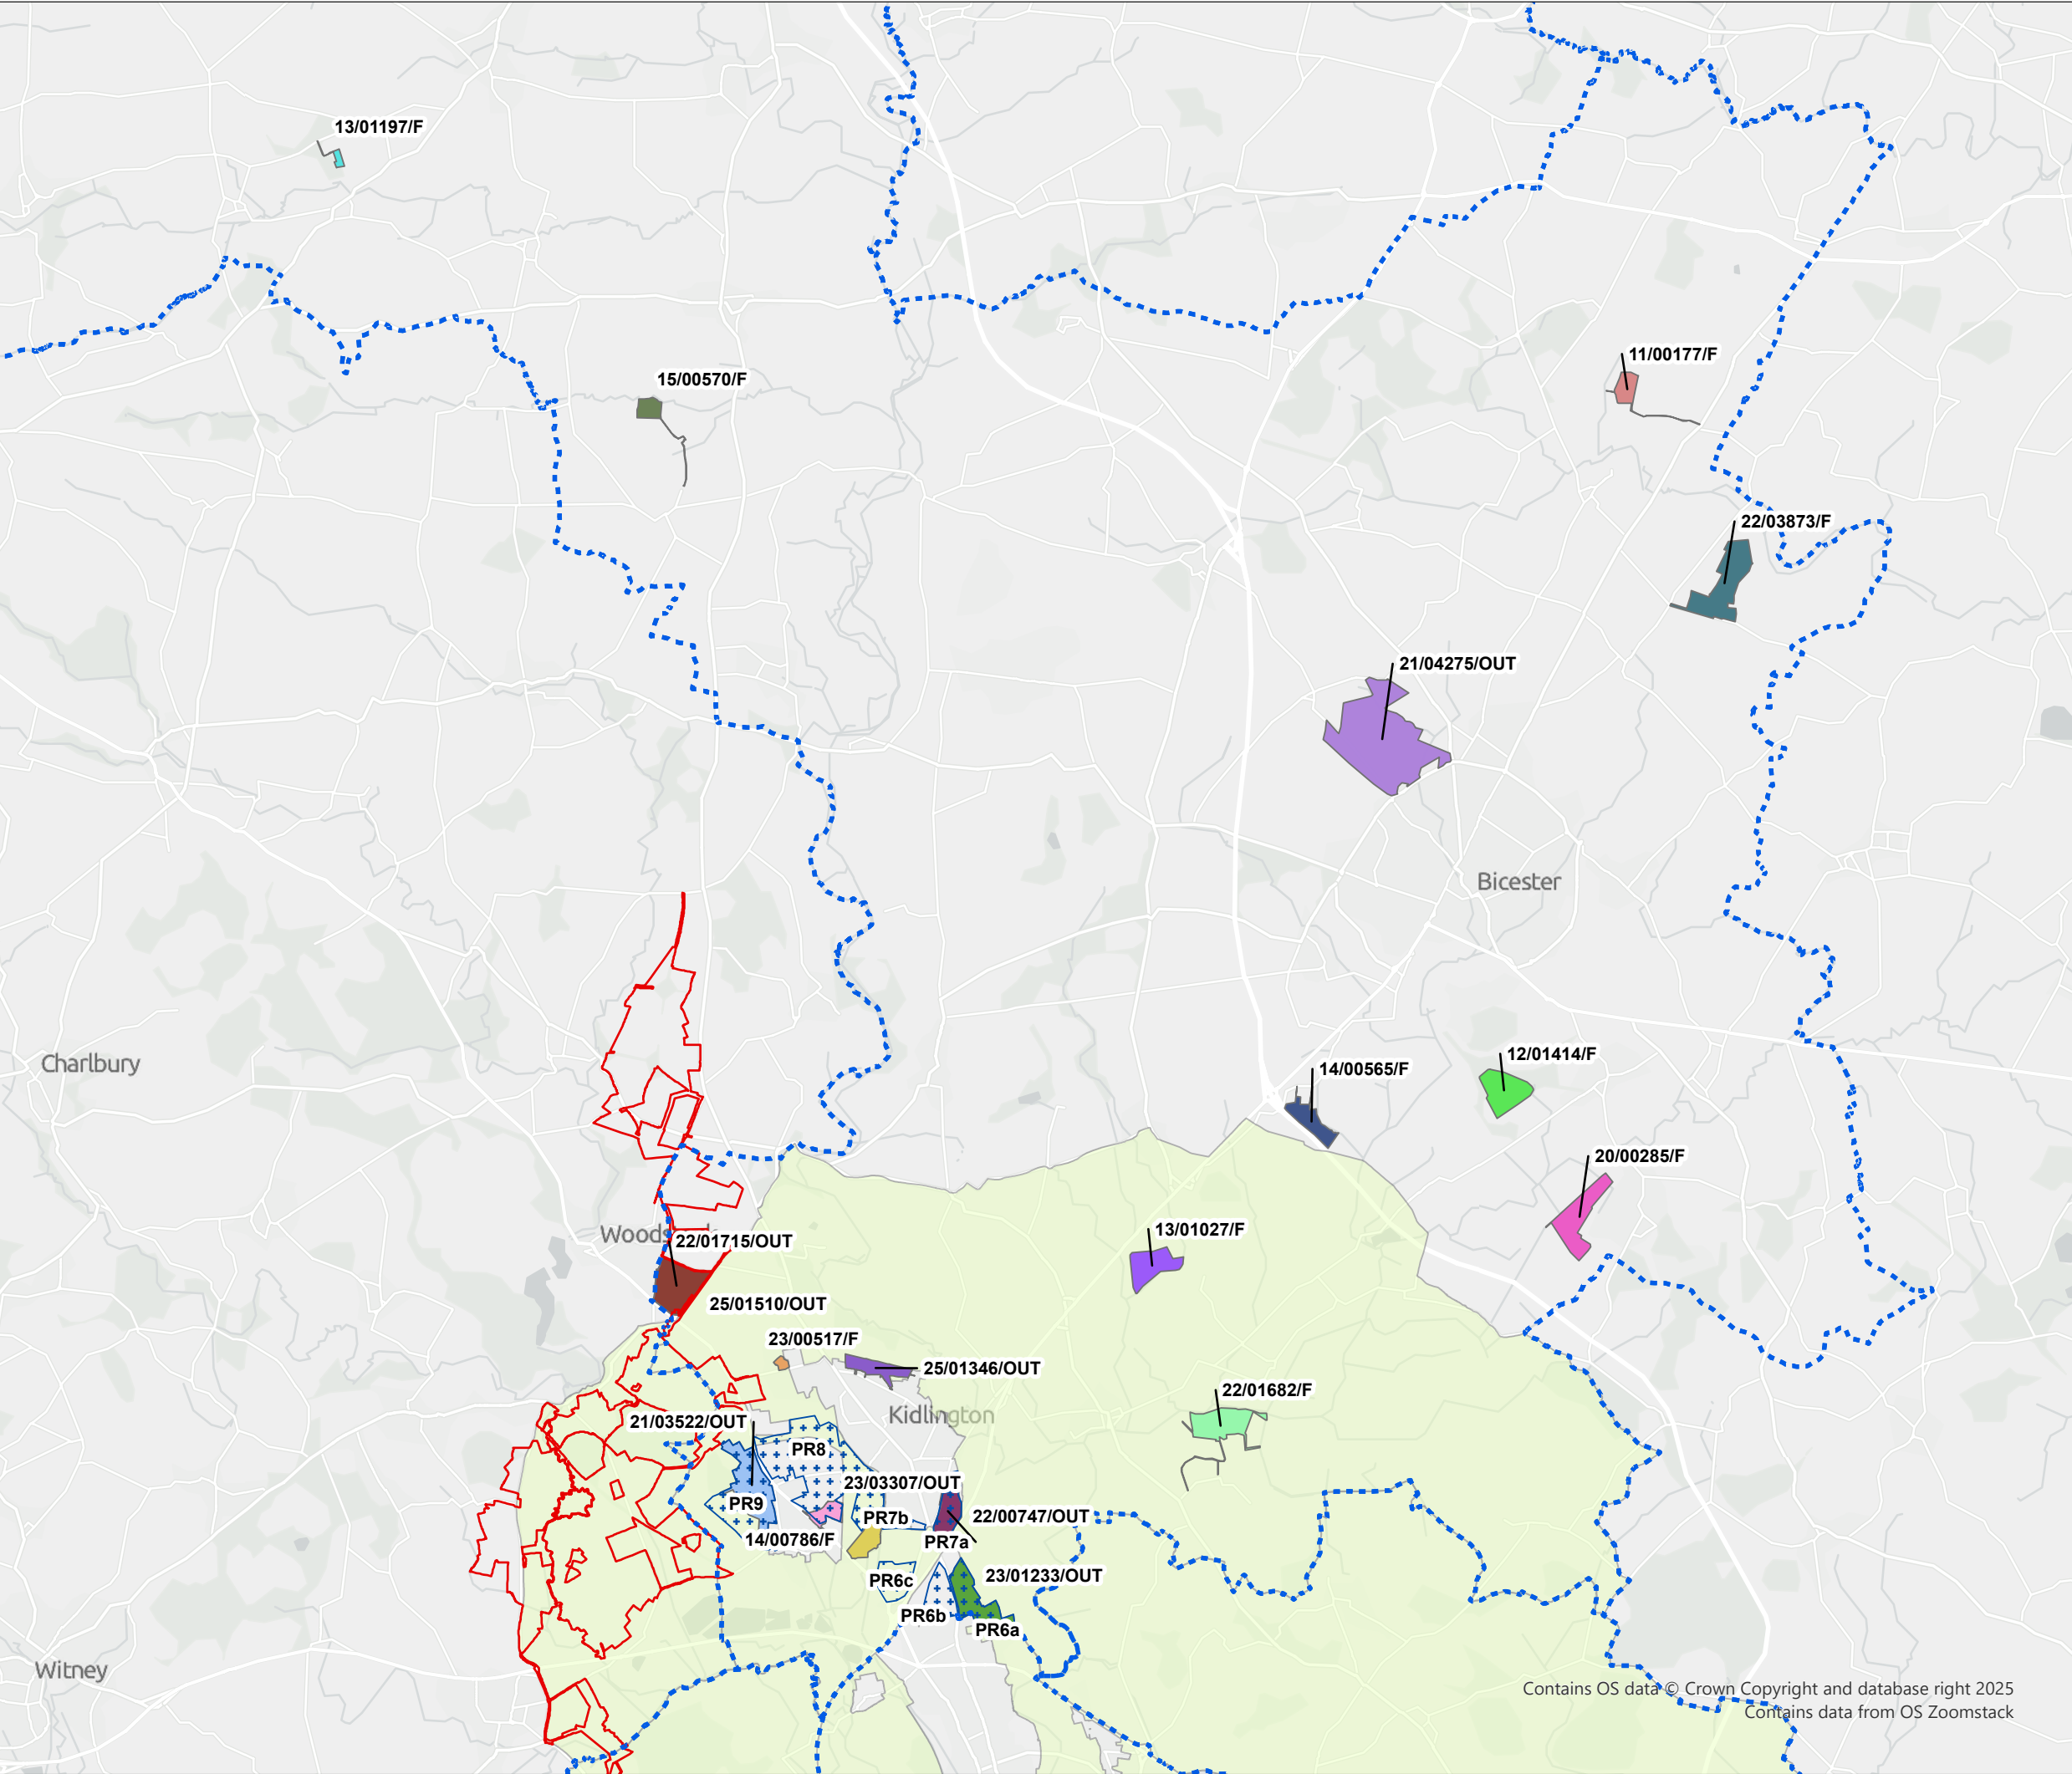 13/01197/F
11/00177/F
15/00570/F
22/03873/F
21/04275/OUT
Bicester
Charlbury
12/01414/F
14/00565/F
20/00285/F
13/01027/F
22/01715/OUT
25/01510/OUT
23/00517/F
25/01346/OUT
22/01682/F
Kidlington
21/03522/OUT
PR8
23/03307/OUT
PR9
PR7b
22/00747/OUT
14/00786/F
PR7a
23/01233/OUT
PR6c
PR6b
PR6a
Witney
Contains OS data © Crown Copyright and database right 2025
Contains data from OS Zoomstack